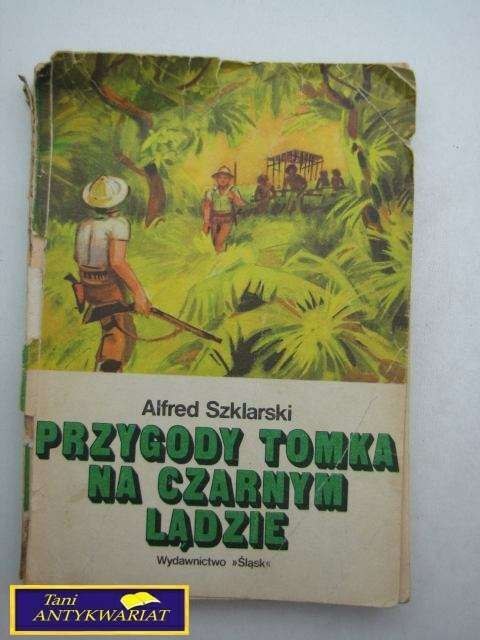 Alfred Szklarski
PRZYGODY TOMKA
NA CZARNYM
LĄDZIE
Wydawnictwo »Śląsk«
Tani
ANTYKWARIAT